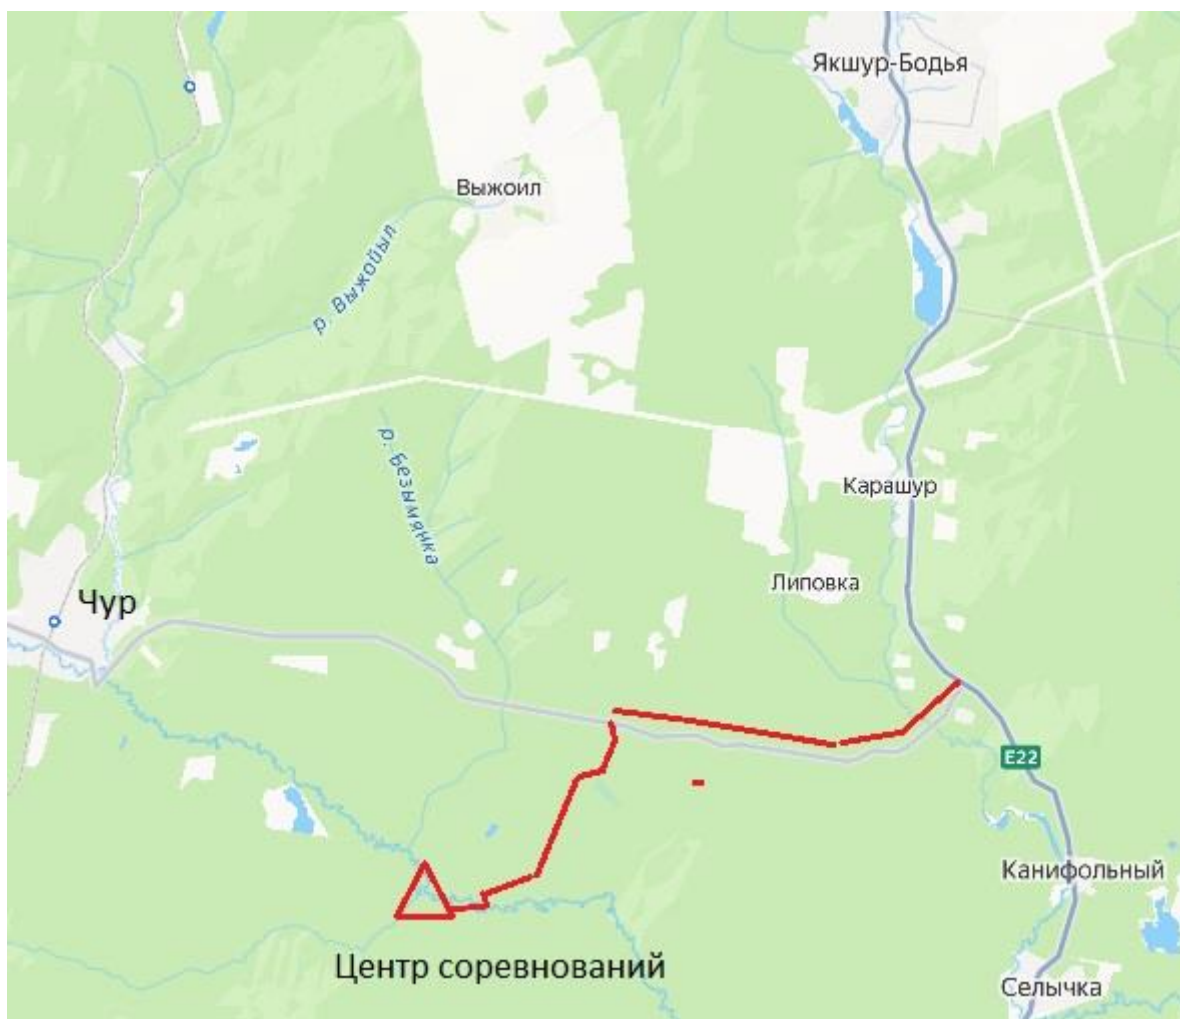 Якшур-Бодья
Выжоил
р. Выжойыл
р. Безымянка
Карашур
Липовка
Чур
E22
Канифольный
Центр соревнований
Селычка